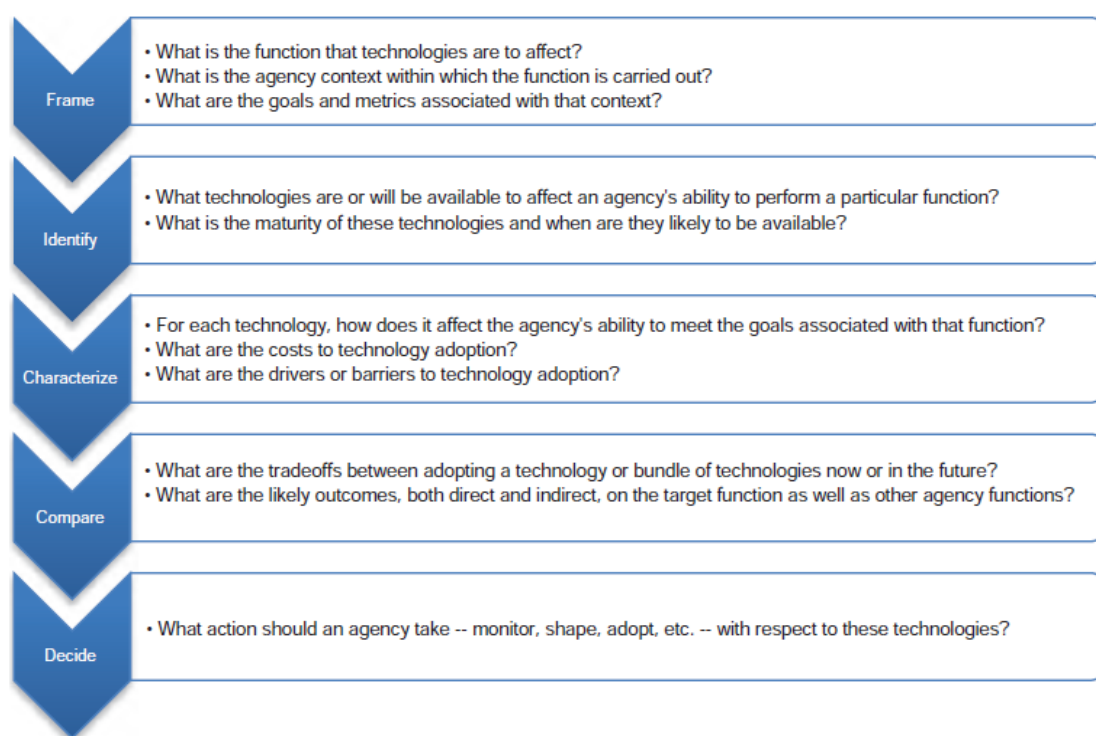 Frame
• What is the function that technologies are to affect?
• What is the agency context within which the function is carried out?
• What are the goals and metrics associated with that context?
Identify
• What technologies are or will be available to affect an agency's ability to perform a particular function?
• What is the maturity of these technologies and when are they likely to be available?
Characterize
• For each technology, how does it affect the agency's ability to meet the goals associated with that function?
• What are the costs to technology adoption?
• What are the drivers or barriers to technology adoption?
Compare
• What are the tradeoffs between adopting a technology or bundle of technologies now or in the future?
• What are the likely outcomes, both direct and indirect, on the target function as well as other agency functions?
Decide
• What action should an agency take -- monitor, shape, adopt, etc. -- with respect to these technologies?